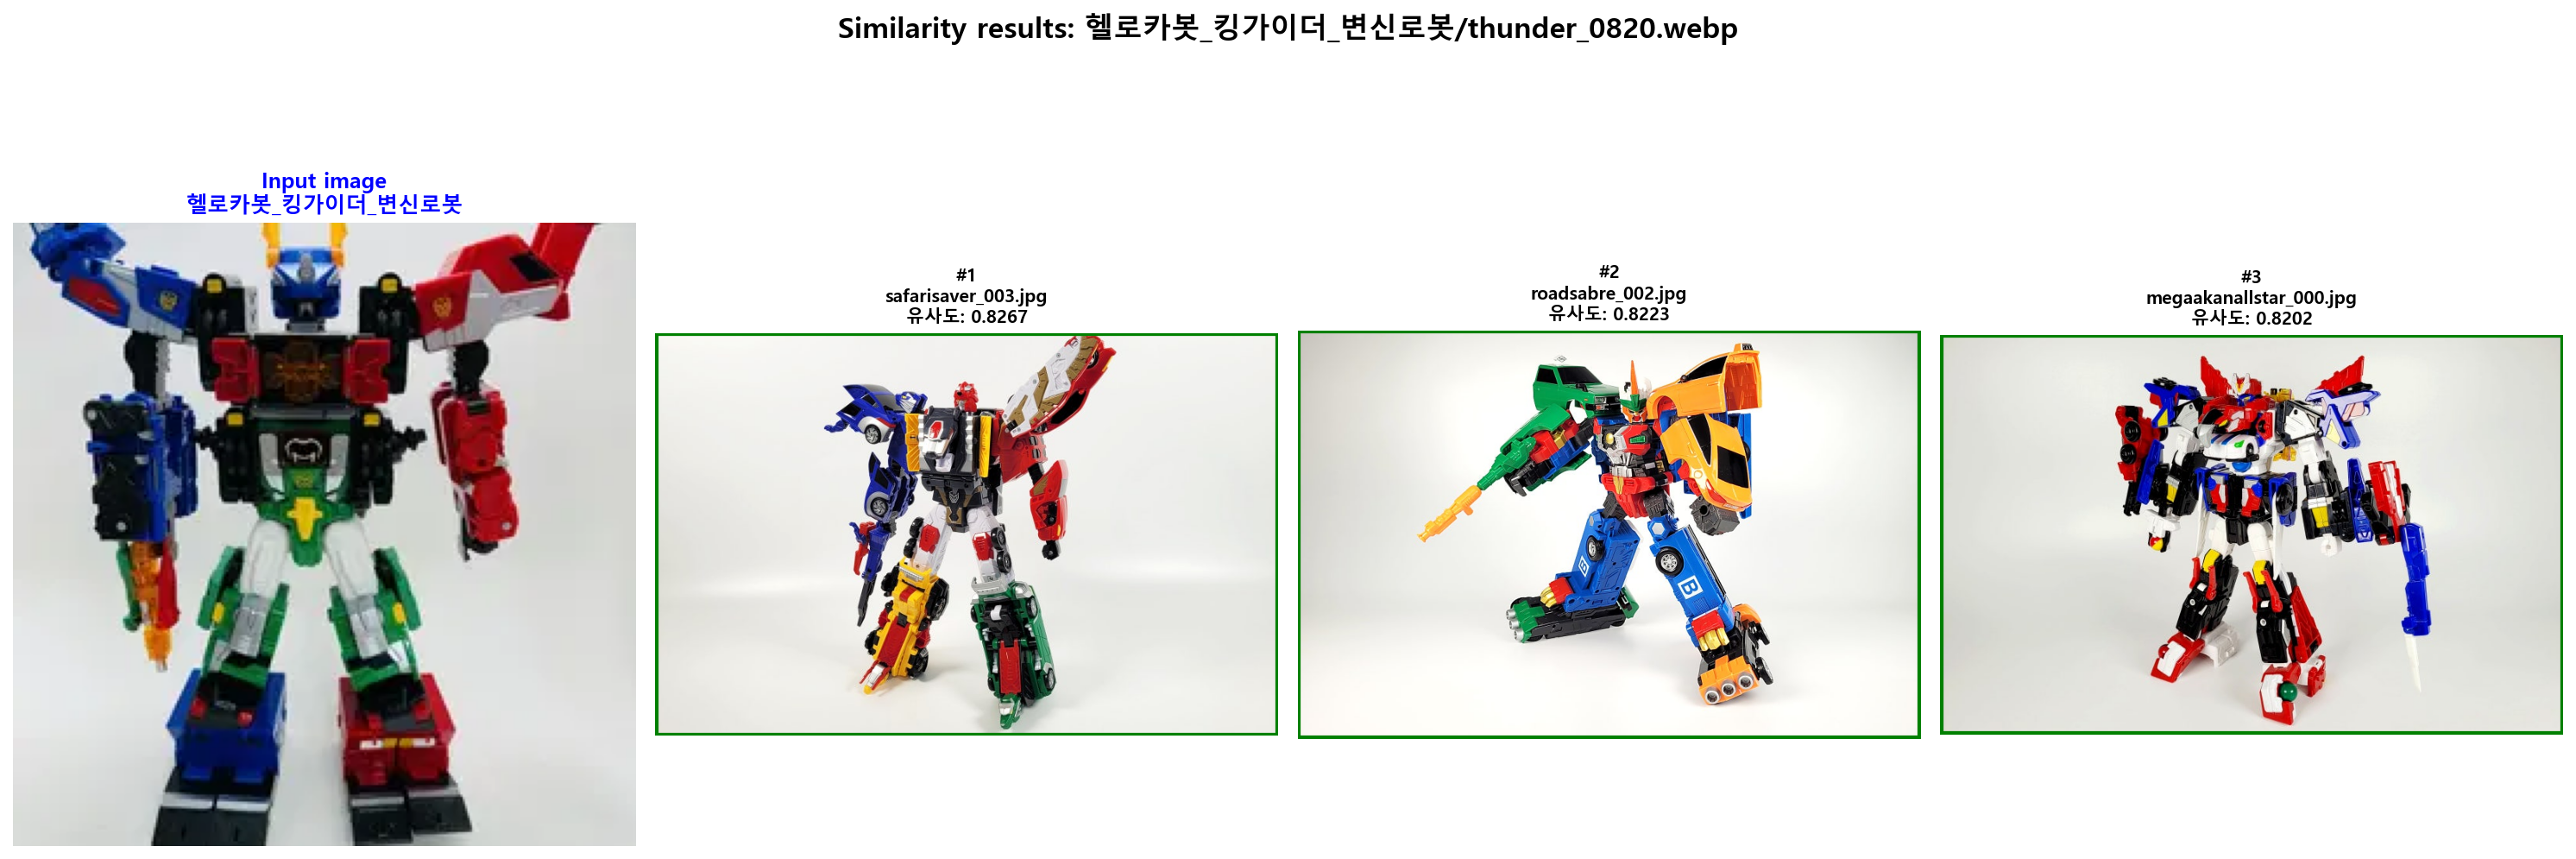 Similarity results: 헬로카봇_킹가이더_변신로봇/thunder_0820.webp
Input image
헬로카봇_킹가이더_변신로봇
#1
safarisaver_003.jpg
유사도: 0.8267
#2
roadsabre_002.jpg
유사도: 0.8223
#3
megaakanallstar_000.jpg
유사도: 0.8202
B
B